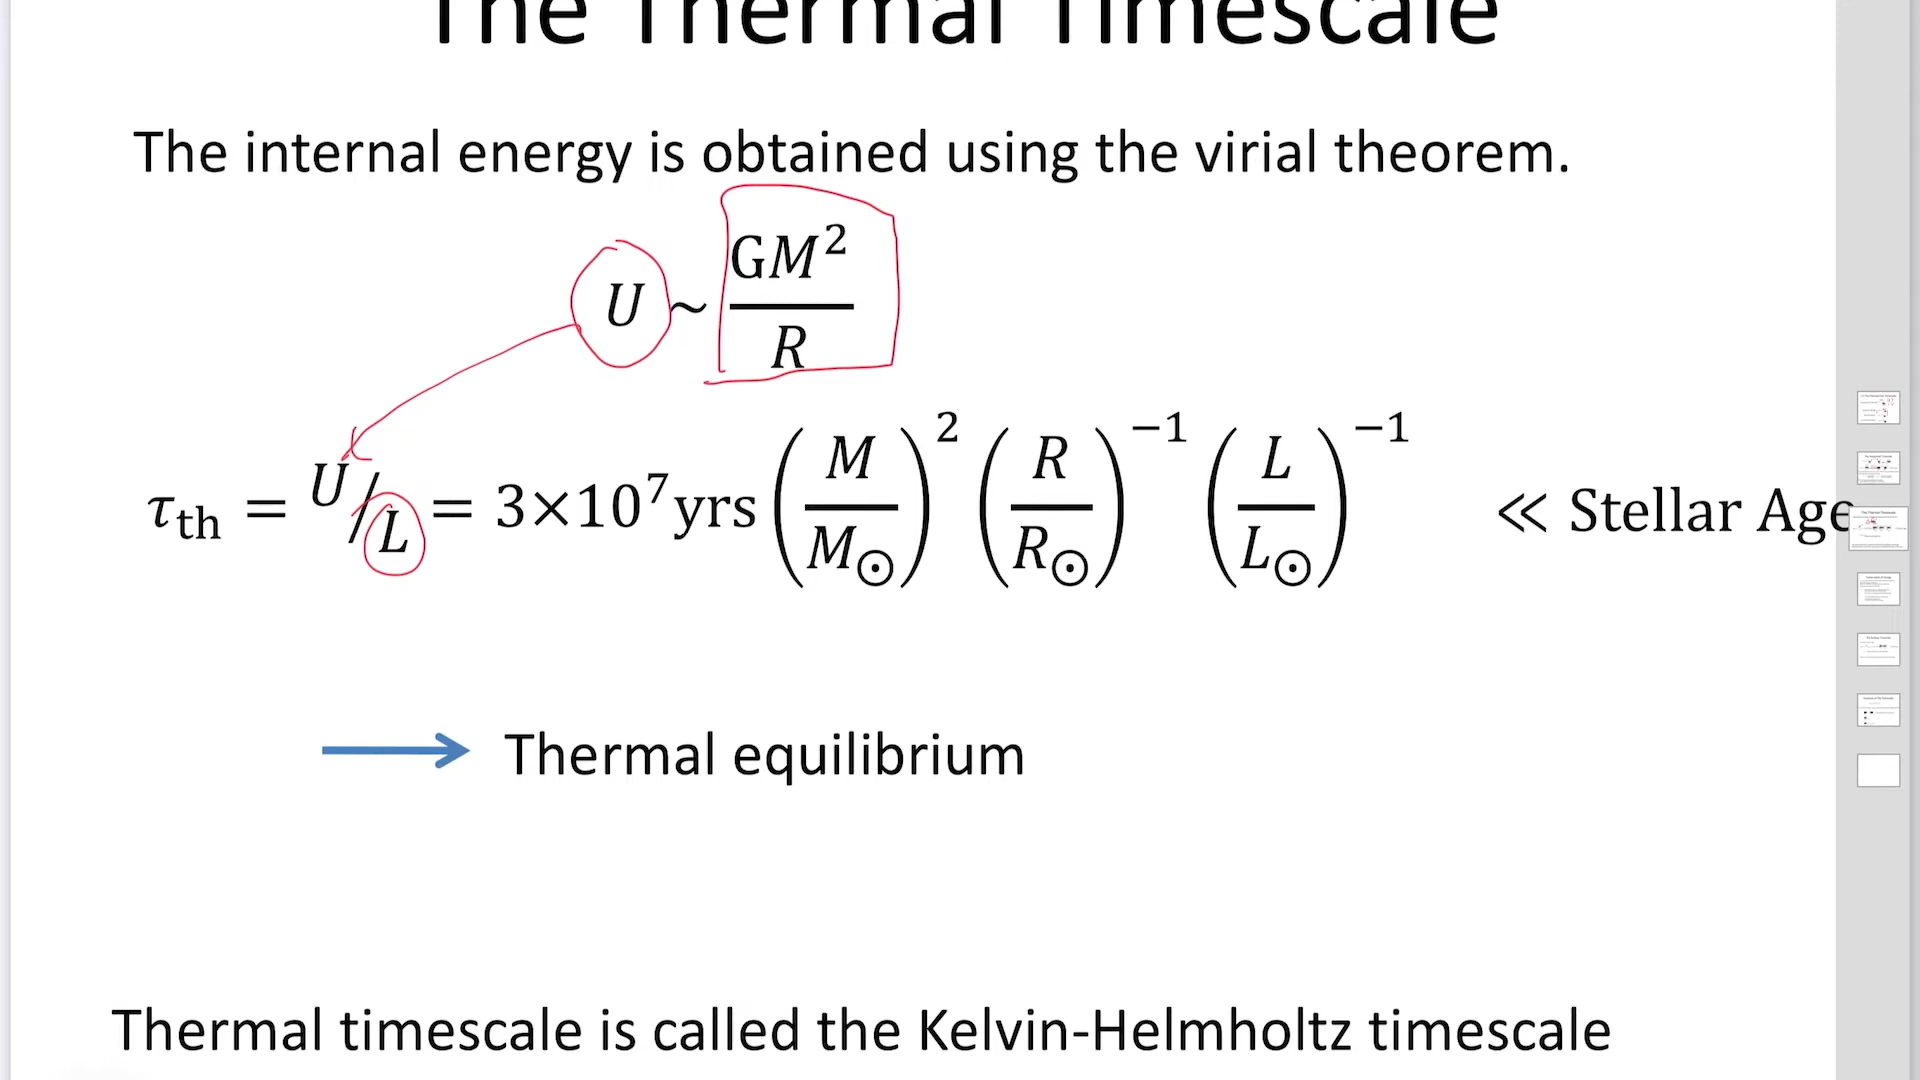 The Thermal Timescale
The internal energy is obtained using the virial theorem.
U ~ GM² / R
τth = U/L = 3×10⁷yrs (M/M⊙)² (R/R⊙)⁻¹ (L/L⊙)⁻¹ ≪ Stellar Age
Thermal equilibrium
Thermal timescale is called the Kelvin-Helmholtz timescale